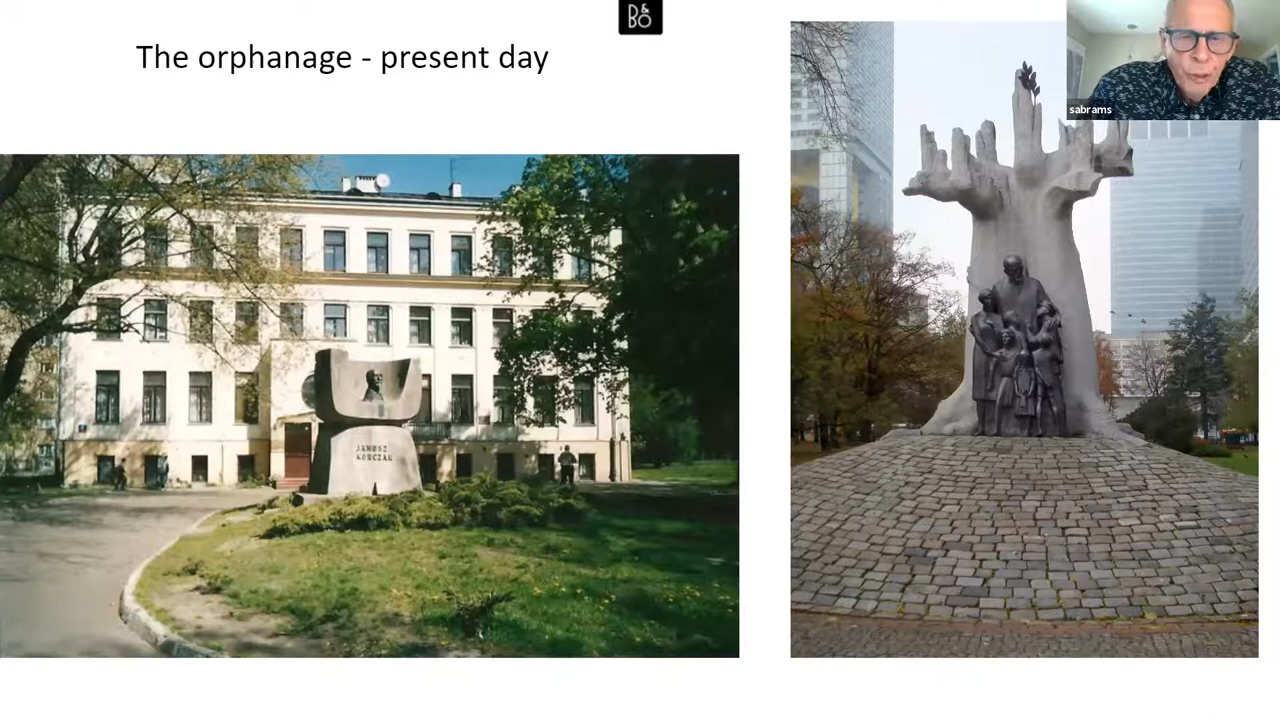 The orphanage - present day
B&O
sabrams
JANUSZ
KORCZAK